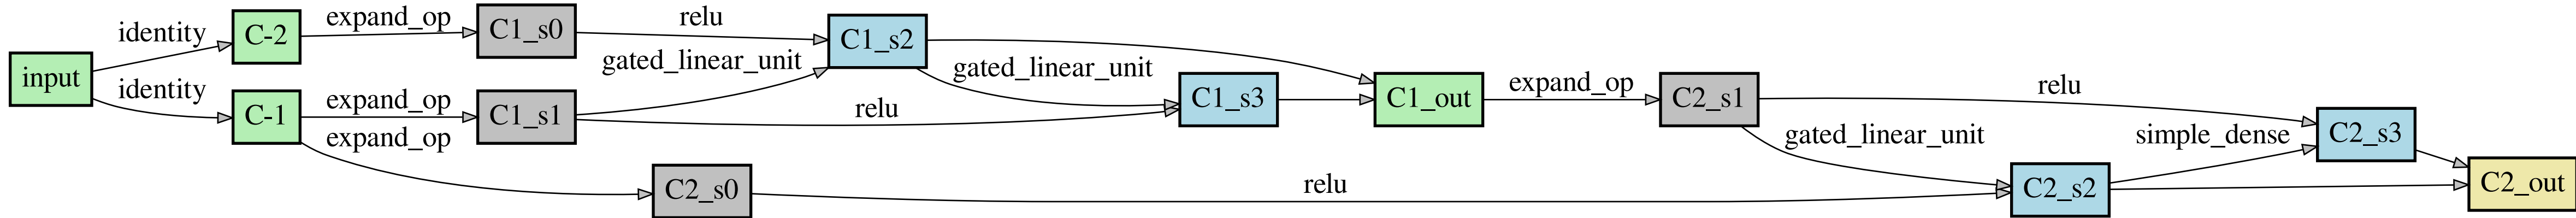 input
identity
identity
C-2
C-1
expand_op
expand_op
expand_op
C1_s0
C1_s1
C2_s0
relu
gated_linear_unit
relu
C1_s2
gated_linear_unit
C1_s3
C1_out
expand_op
C2_s1
relu
gated_linear_unit
relu
C2_s2
simple_dense
C2_s3
C2_out